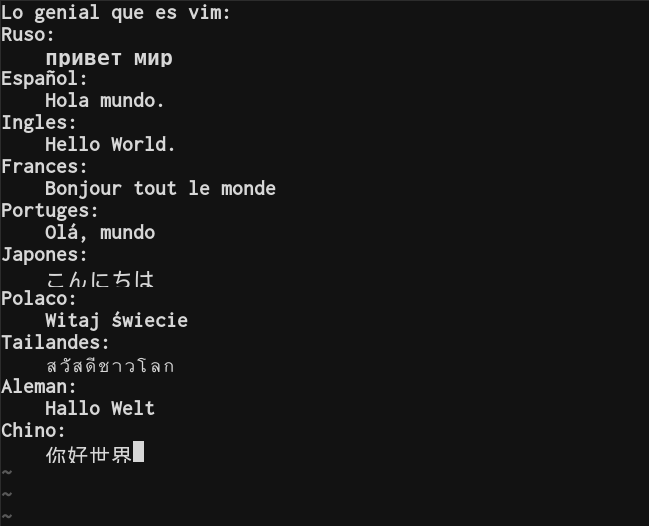 Lo genial que es vim:
Ruso:
привет мир
Español:
Hola mundo.
Ingles:
Hello World.
Frances:
Bonjour tout le monde
Portuges:
Olá, mundo
Japones:
こんにちは
Polaco:
Witaj świecie
Tailandes:
สวัสดีชาวโลก
Aleman:
Hallo Welt
Chino:
你好世界
~
~
~